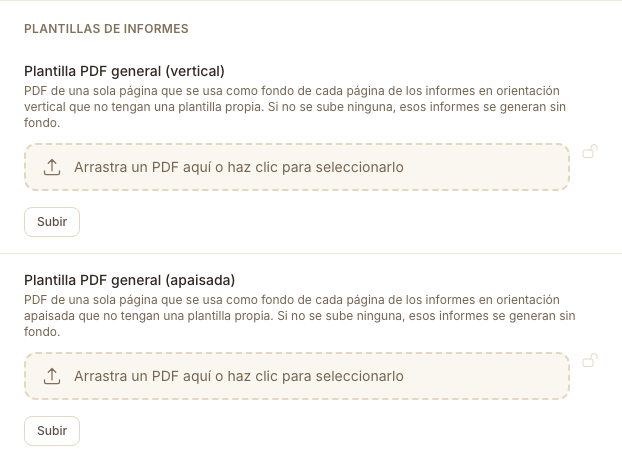 PLANTILLAS DE INFORMES
Plantilla PDF general (vertical)
PDF de una sola página que se usa como fondo de cada página de los informes en orientación
vertical que no tengan una plantilla propia. Si no se sube ninguna, esos informes se generan sin
fondo.
Arrastra un PDF aquí o haz clic para seleccionarlo
Subir
Plantilla PDF general (apaisada)
PDF de una sola página que se usa como fondo de cada página de los informes en orientación
apaisada que no tengan una plantilla propia. Si no se sube ninguna, esos informes se generan sin
fondo.
Arrastra un PDF aquí o haz clic para seleccionarlo
Subir